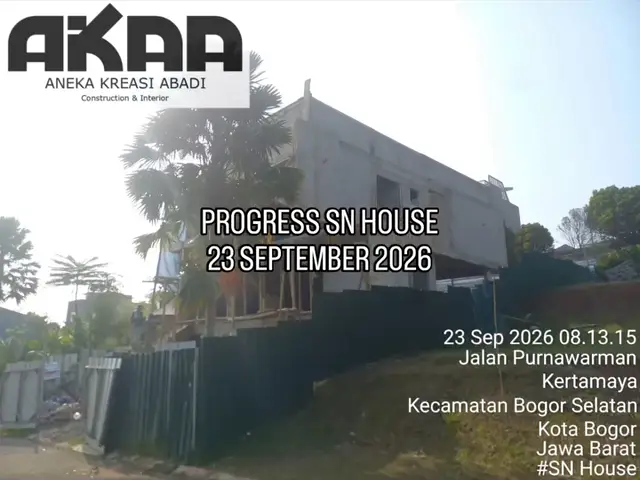 AKAA
ANEKA KREASI ABADI
Construction & Interior
PROGRESS SN HOUSE
23 SEPTEMBER 2026
23 Sep 2026 08.13.15
Jalan Purnawarman
Kertamaya
Kecamatan Bogor Selatan
Kota Bogor
Jawa Barat
#SN House